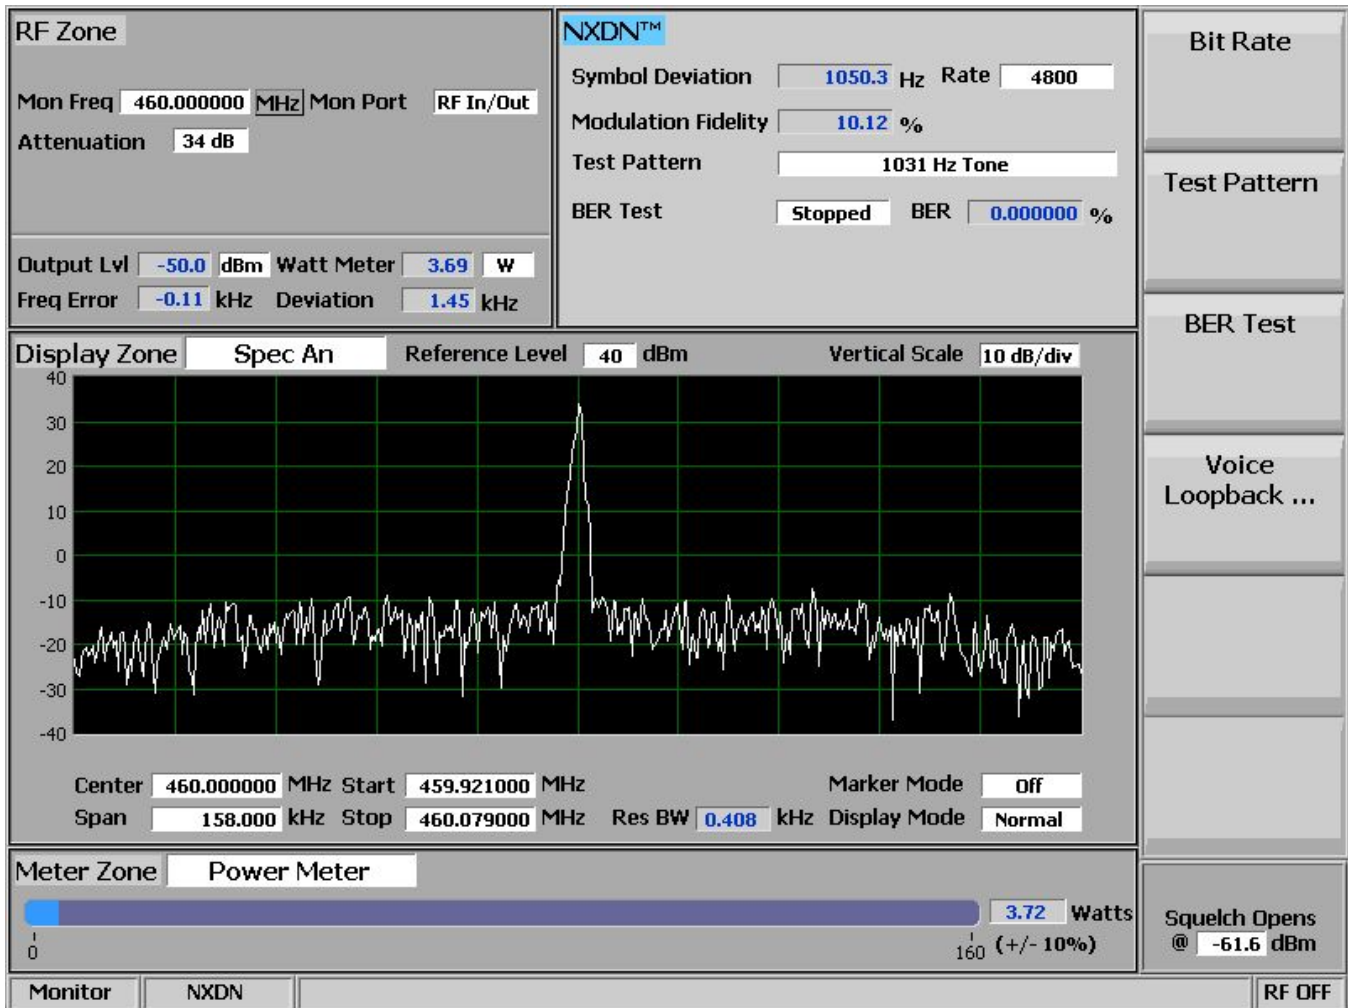 RF Zone
Mon Freq 460.000000 MHz Mon Port RF In/Out
Attenuation 34 dB
Output Lvl -50.0 dBm Watt Meter 3.69 W
Freq Error -0.11 kHz Deviation 1.45 kHz
NXDN™
Symbol Deviation 1050.3 Hz Rate 4800
Modulation Fidelity 10.12 %
Test Pattern 1031 Hz Tone
BER Test Stopped BER 0.000000 %
Display Zone Spec An Reference Level 40 dBm Vertical Scale 10 dB/div
40
30
20
10
0
-10
-20
-30
-40
Center 460.000000 MHz Start 459.921000 MHz Marker Mode Off
Span 158.000 kHz Stop 460.079000 MHz Res BW 0.408 kHz Display Mode Normal
Meter Zone Power Meter
3.72 Watts
0 160 (+/- 10%)
Bit Rate
Test Pattern
BER Test
Voice
Loopback ...
Squelch Opens
@ -61.6 dBm
Monitor NXDN RF OFF